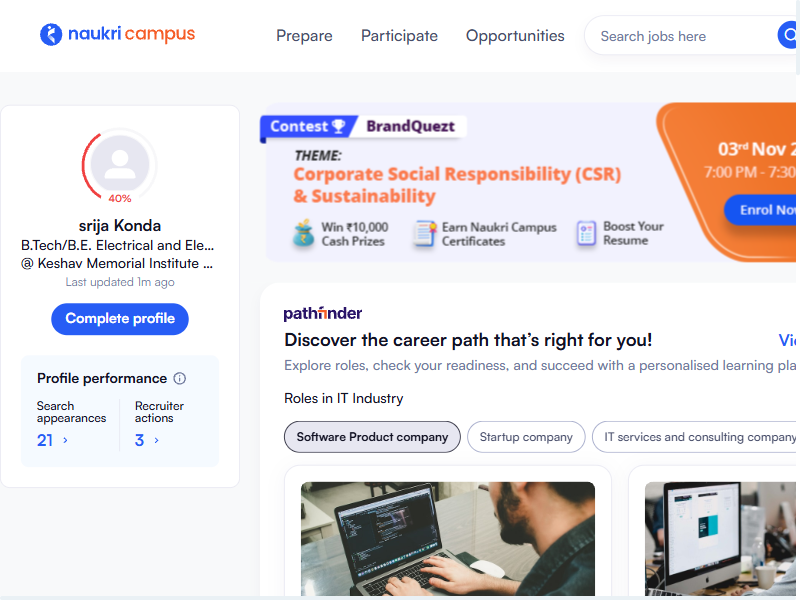 naukri campus
Prepare Participate Opportunities Search jobs here
40%
srija Konda
B.Tech/B.E. Electrical and Ele...
@ Keshav Memorial Institute ...
Last updated 1m ago
Complete profile
Profile performance
Search appearances
21
Recruiter actions
3
Contest BrandQuezt
THEME:
Corporate Social Responsibility (CSR)
& Sustainability
Win ₹10,000
Cash Prizes
Earn Naukri Campus
Certificates
Boost Your
Resume
03rd Nov 2
7:00 PM - 7:30
Enrol No
pathfinder
Discover the career path that's right for you!
Vi
Explore roles, check your readiness, and succeed with a personalised learning pla
Roles in IT Industry
Software Product company Startup company IT services and consulting company